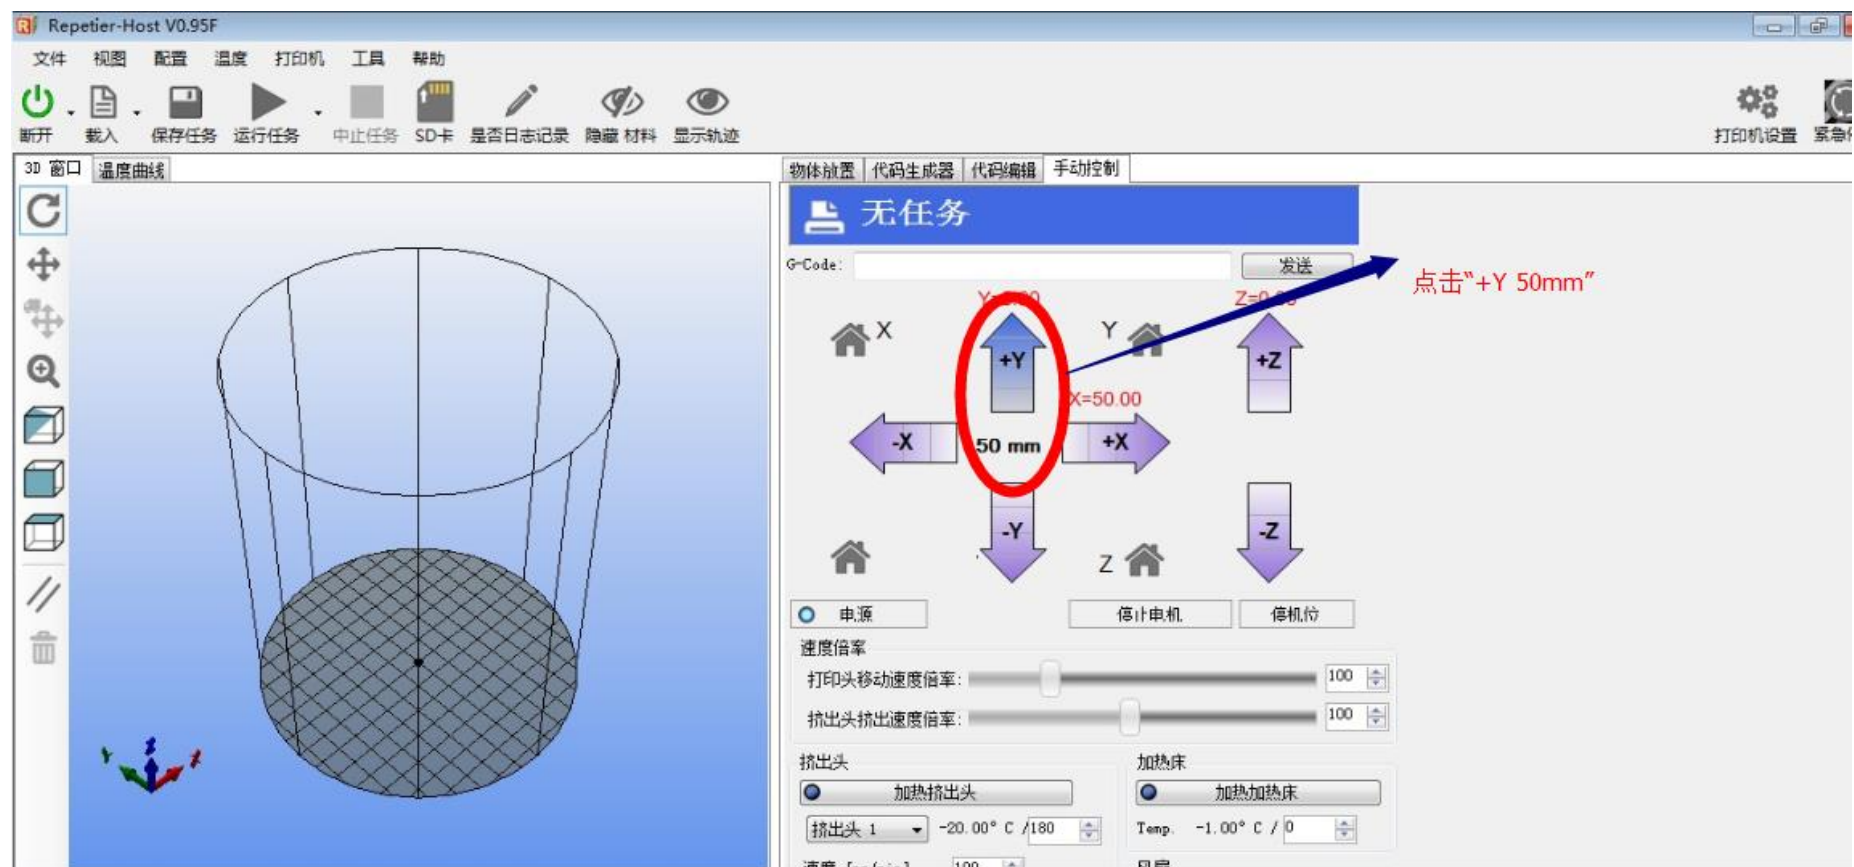 Repetier-Host V0.95F
文件 视图 配置 温度 打印机 工具 帮助
断开 载入 保存任务 运行任务 中止任务 SD卡 是否日志记录 隐藏 材料 显示轨迹 打印机设置
3D 窗口 温度曲线 物体放置 代码生成器 代码编辑 手动控制
无任务
G-Code: 发送
点击“+Y 50mm”
X Y
+Y +Z
X=50.00
-X 50 mm +X
-Y -Z
Z
电源 停止电机 停机位
速度倍率
打印头移动速度倍率: 100
挤出头挤出速度倍率: 100
挤出头 加热床
加热挤出头 加热加热床
挤出头 1 -20.00° C /180 Temp. -1.00° C / 0